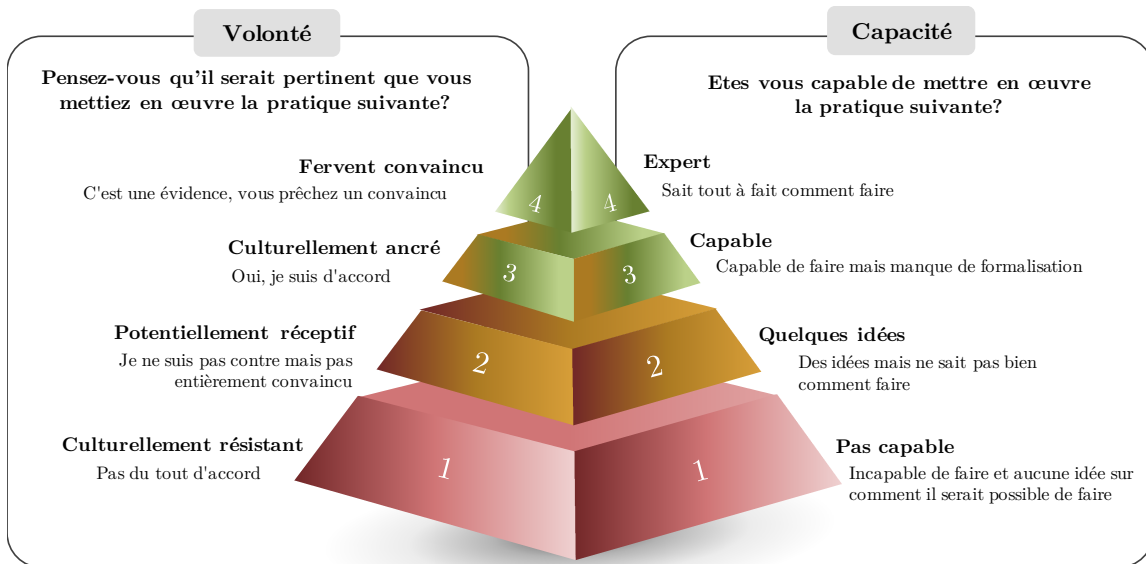 Volonté
Pensez-vous qu'il serait pertinent que vous
mettiez en œuvre la pratique suivante?
Fervent convaincu
C'est une évidence, vous prêchez un convaincu
Culturellement ancré
Oui, je suis d'accord
Potentiellement réceptif
Je ne suis pas contre mais pas
entièrement convaincu
Culturellement résistant
Pas du tout d'accord
4
3
2
1
Capacité
Etes vous capable de mettre en œuvre
la pratique suivante?
4
3
2
1
Expert
Sait tout à fait comment faire
Capable
Capable de faire mais manque de formalisation
Quelques idées
Des idées mais ne sait pas bien
comment faire
Pas capable
Incapable de faire et aucune idée sur
comment il serait possible de faire